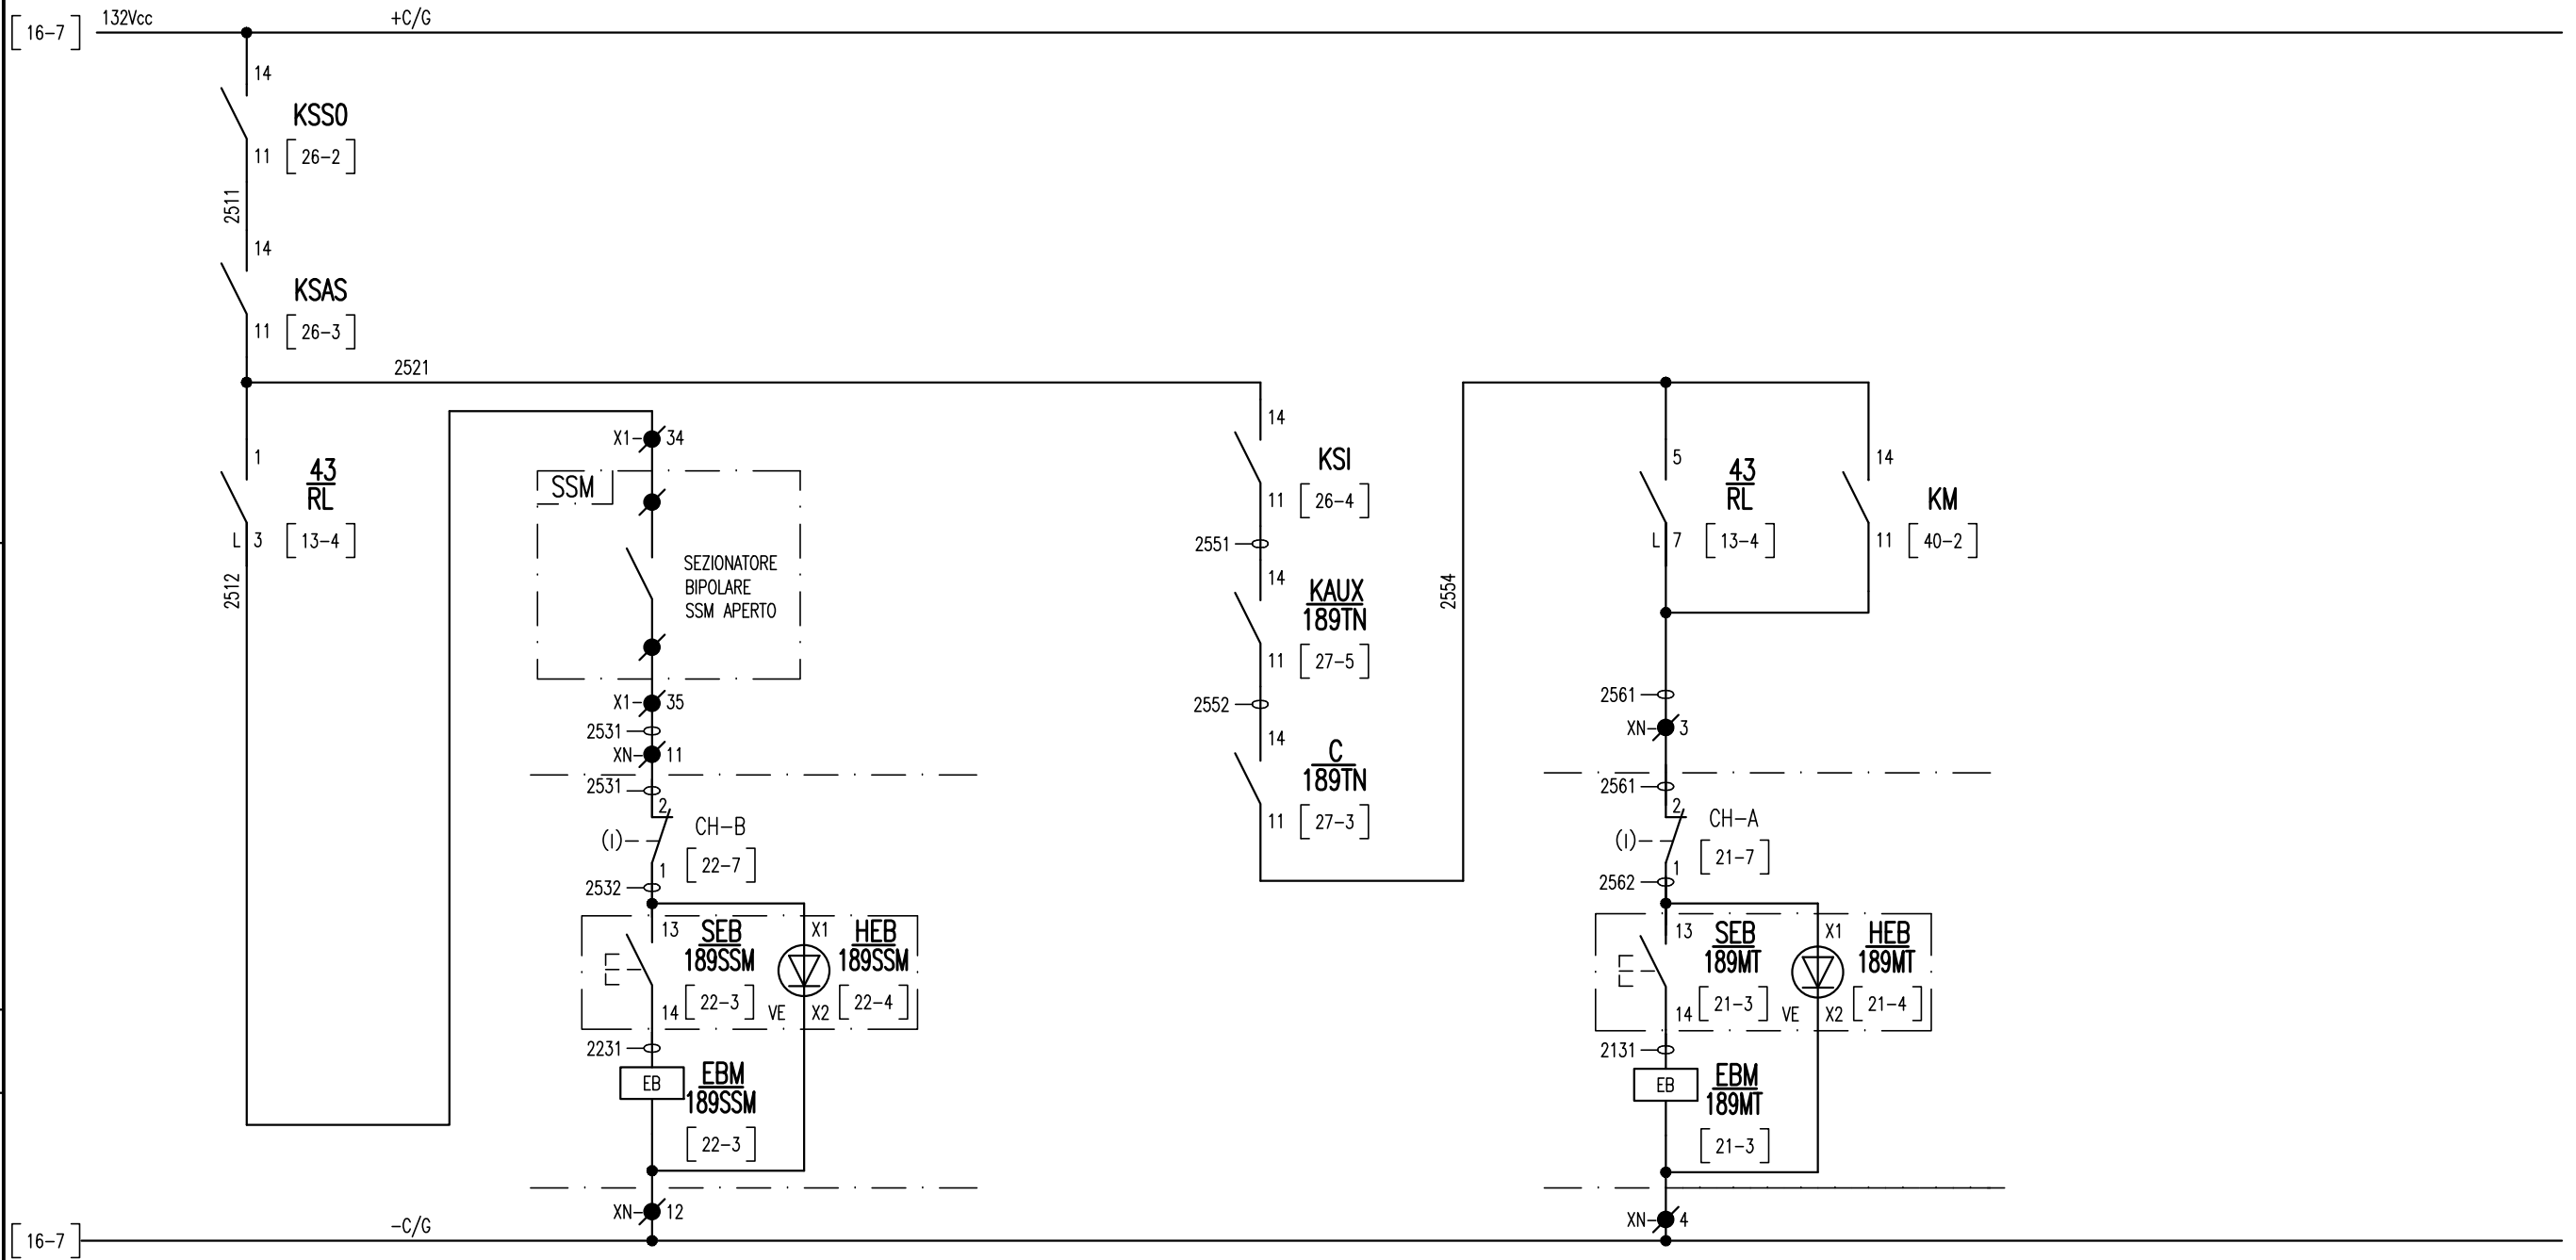 [16-7]
132Vcc
+C/G
14
KSSO
11
[26-2]
2511
14
KSAS
11
[26-3]
2521
1
43
RL
L 3
[13-4]
2512
X1- 34
SSM
SEZIONATORE
BIPOLARE
SSM APERTO
X1- 35
2531
XN- 11
2531
2
CH-B
(I)
[22-7]
1
2532
13
SEB
189SSM
[22-3]
14
X1
HEB
189SSM
[22-4]
VE
X2
2231
EB
EBM
189SSM
[22-3]
XN- 12
14
KSI
11
[26-4]
2551
14
KAUX
189TN
11
[27-5]
2552
14
C
189TN
11
[27-3]
2554
5
43
RL
L 7
[13-4]
14
KM
11
[40-2]
2561
XN- 3
2561
2
CH-A
(I)
[21-7]
1
2562
13
SEB
189MT
[21-3]
14
X1
HEB
189MT
[21-4]
VE
X2
2131
EB
EBM
189MT
[21-3]
XN- 4
[16-7]
-C/G